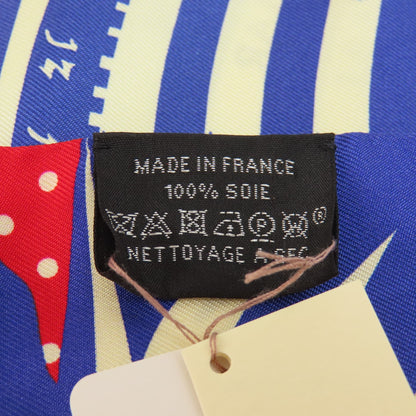 MADE IN FRANCE
100% SOIE
®
NETTOYAGE A SEC